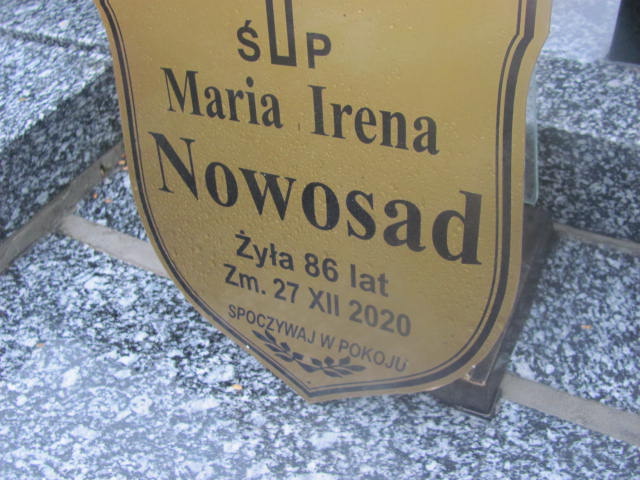 Ś P
Maria Irena
Nowosad
Żyła 86 lat
Zm. 27 XII 2020
SPOCZYWAJ W POKOJU